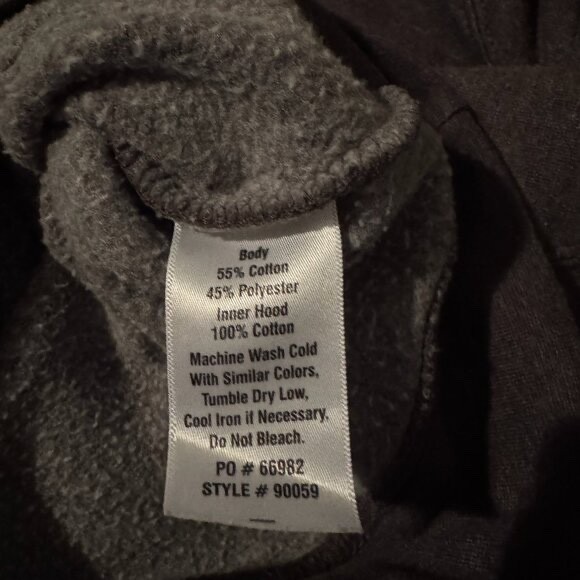 Body
55% Cotton
45% Polyester
Inner Hood
100% Cotton
Machine Wash Cold
With Similar Colors,
Tumble Dry Low,
Cool Iron if Necessary.
Do Not Bleach.
PO # 66982
STYLE # 90059